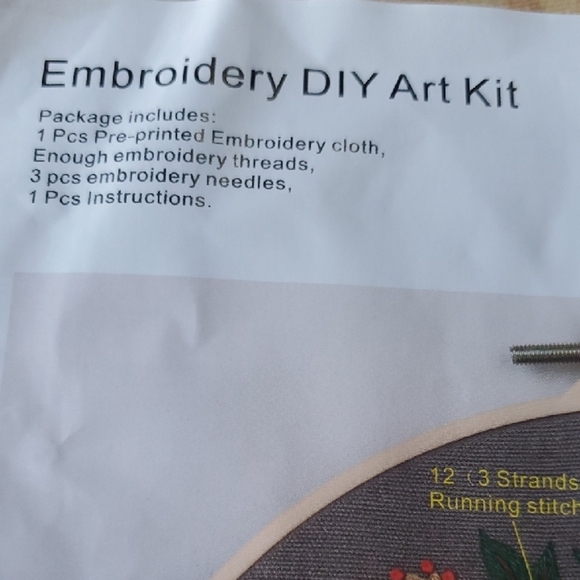 Embroidery DIY Art Kit
Package includes:
1 Pcs Pre-printed Embroidery cloth,
Enough embroidery threads,
3 pcs embroidery needles,
1 Pcs Instructions.
12（3 Strands
Running stitch